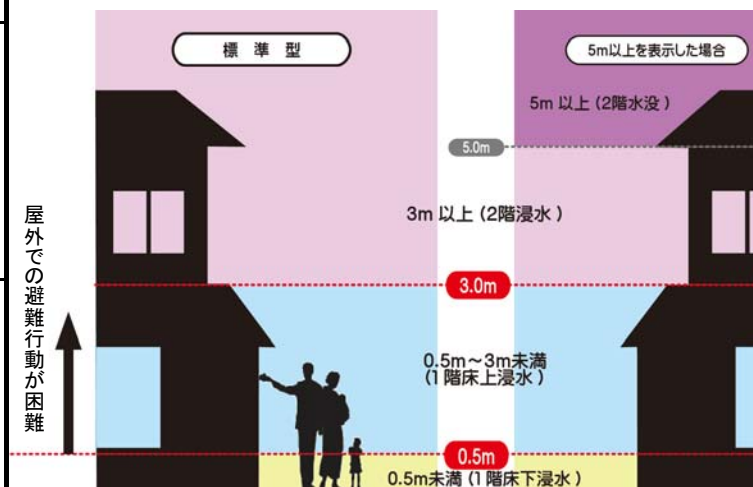 標 準 型
5m以上を表示した場合
5m 以上 (2階水没 )
5.0m
3m 以上 (2階浸水 )
3.0m
0.5m～3m未満
(1 階床上浸水 )
0.5m
0.5m未満 (1 階床下浸水 )
屋外での避難行動が困難